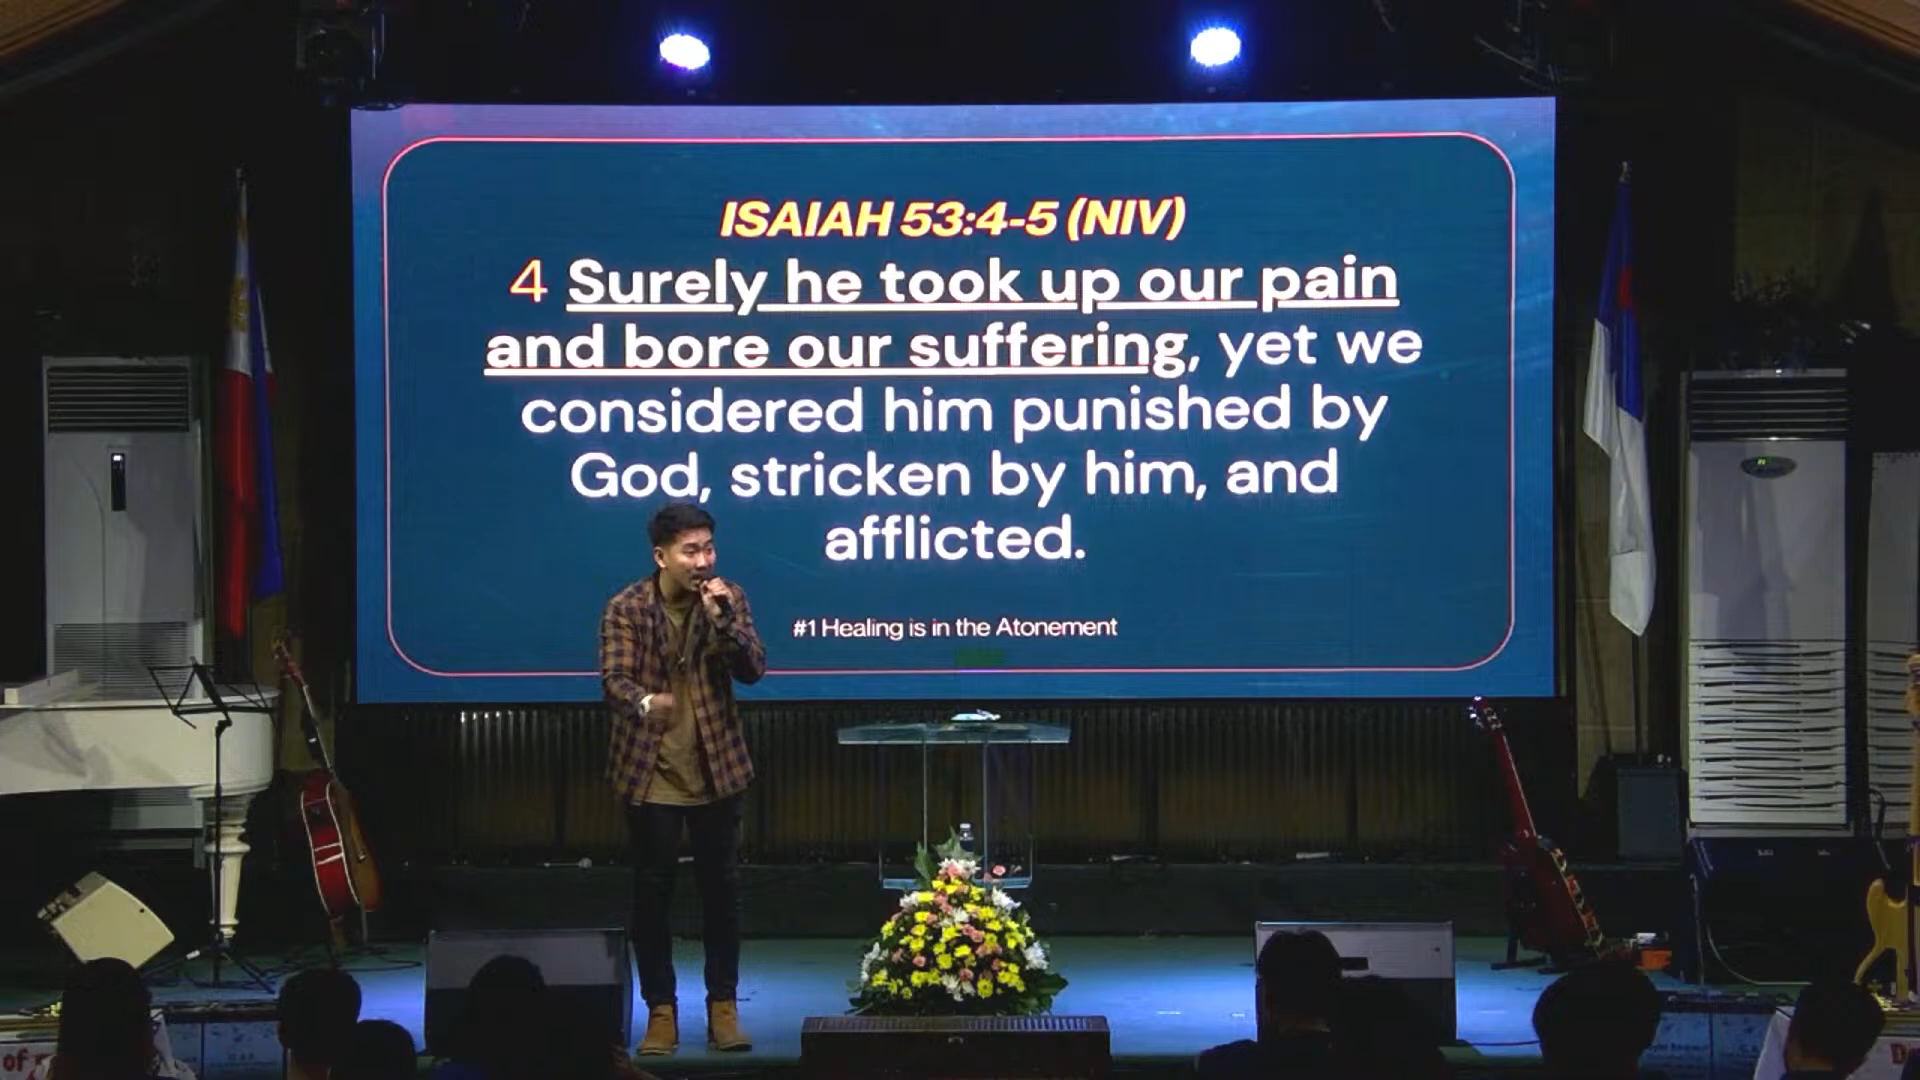 ISAIAH 53:4-5 (NIV)
4 Surely he took up our pain
and bore our suffering, yet we
considered him punished by
God, stricken by him, and
afflicted.
#1 Healing is in the Atonement
of